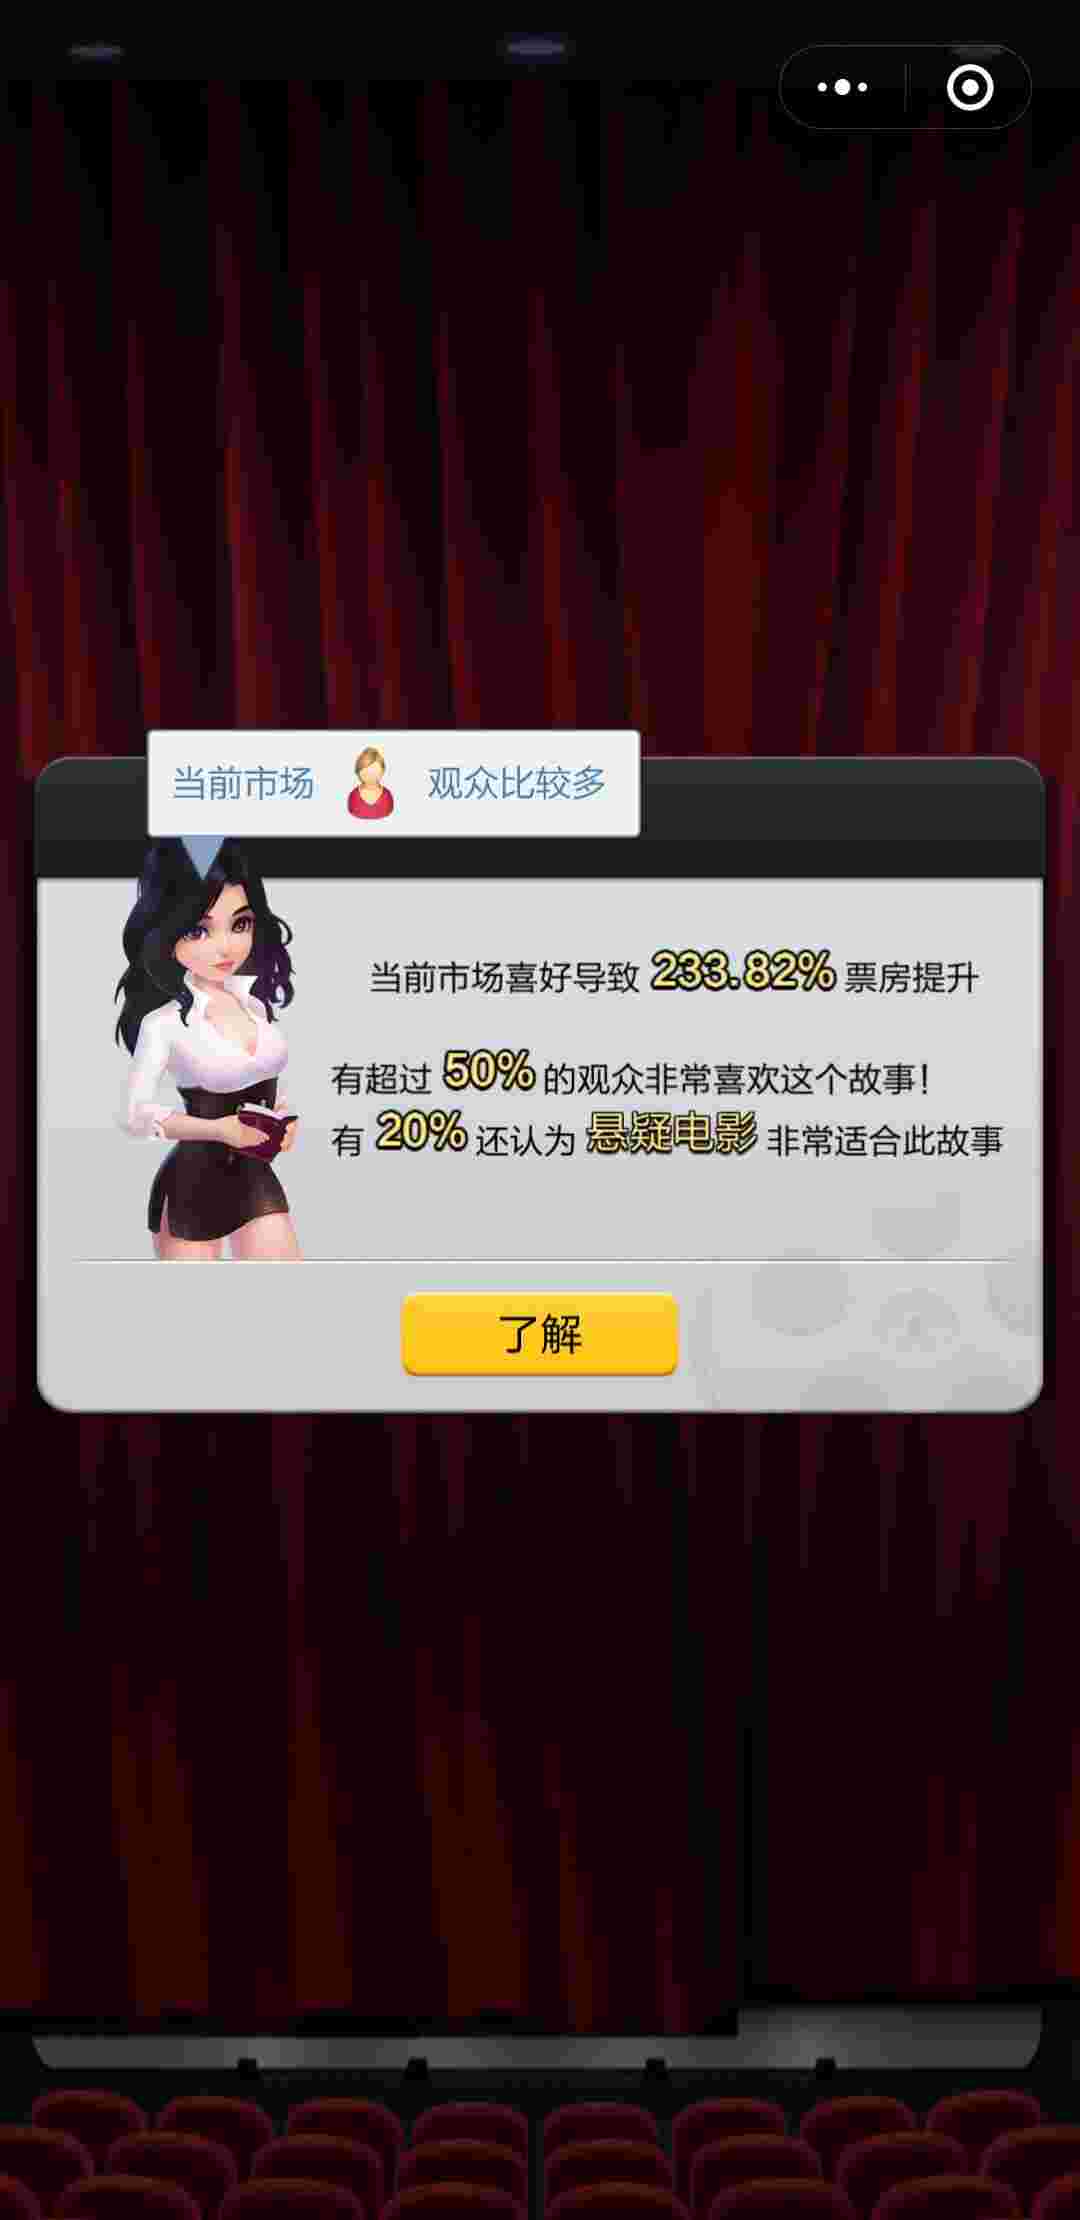 当前市场 观众比较多
当前市场喜好导致 233.82% 票房提升
有超过 50% 的观众非常喜欢这个故事！
有 20% 还认为 悬疑电影 非常适合此故事
了解